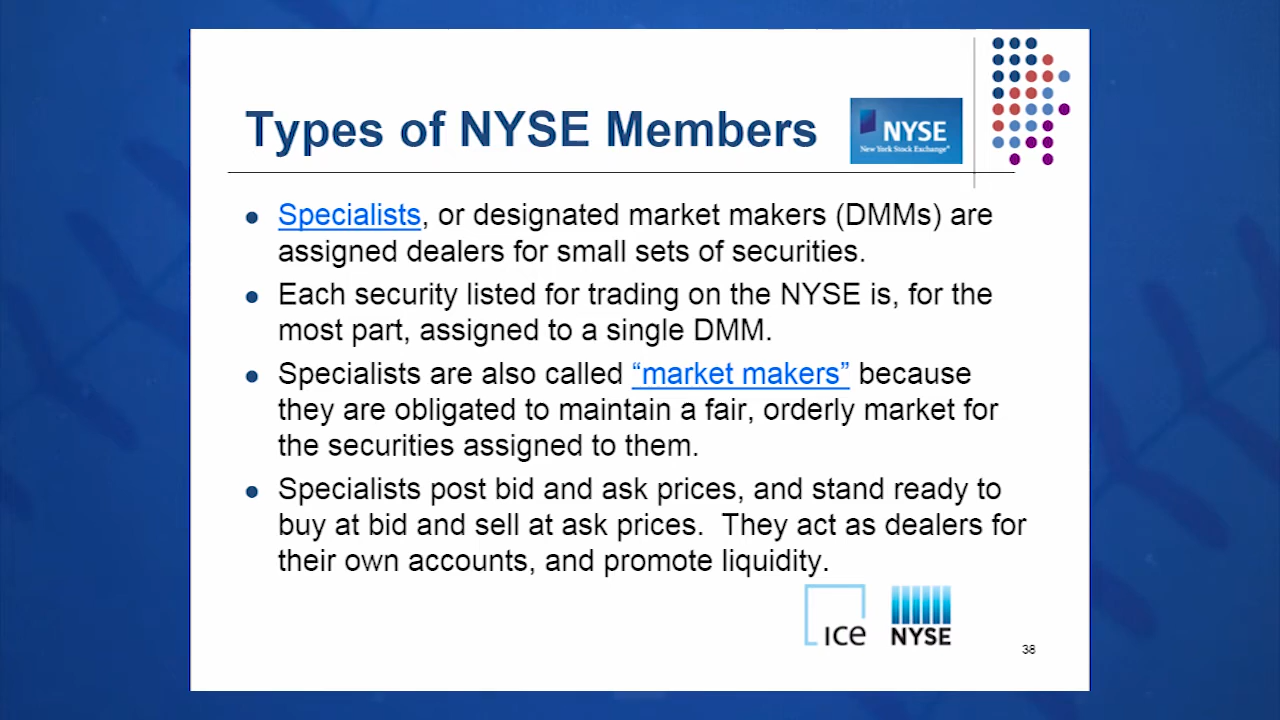 Types of NYSE Members
NYSE
New York Stock Exchange
Specialists, or designated market makers (DMMs) are
assigned dealers for small sets of securities.
Each security listed for trading on the NYSE is, for the
most part, assigned to a single DMM.
Specialists are also called “market makers” because
they are obligated to maintain a fair, orderly market for
the securities assigned to them.
Specialists post bid and ask prices, and stand ready to
buy at bid and sell at ask prices.  They act as dealers for
their own accounts, and promote liquidity.
ice
NYSE
38